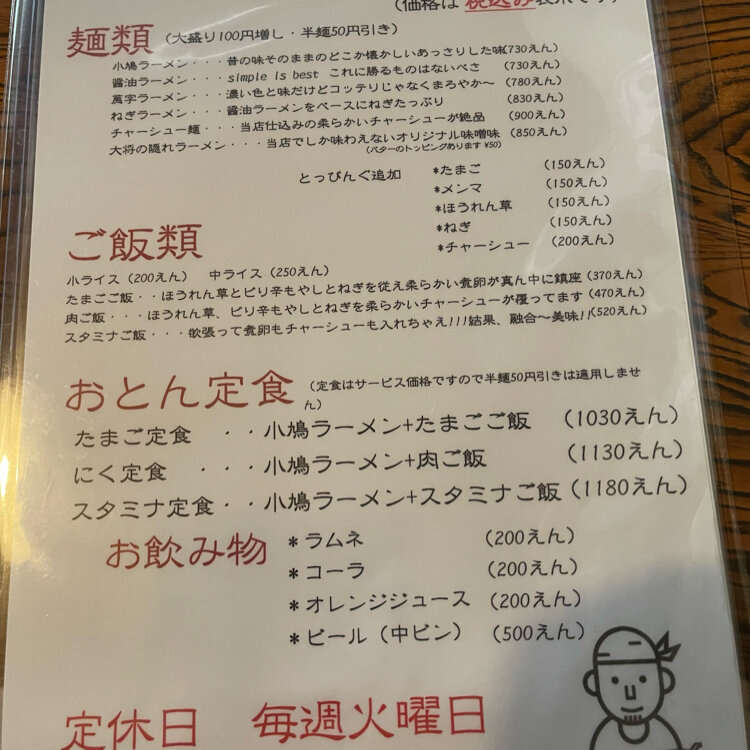 (価格は 税込み表示です)
麺類 (大盛り100円増し・半麺50円引き)
小鳩ラーメン・・・昔の味そのままのどこか懐かしいあっさりした味(730えん)
醤油ラーメン・・・simple is best これに勝るものはないべさ (730えん)
萬字ラーメン・・・濃い色と味だけどコッテリじゃなくまろやか〜 (780えん)
ねぎラーメン・・・醤油ラーメンをベースにねぎたっぷり (830えん)
チャーシュー麺・・・当店仕込みの柔らかいチャーシューが絶品 (900えん)
大将の隠れラーメン・・・当店でしか味わえないオリジナル味噌味 (850えん)
(バターのトッピングあります ¥50)
とっぴんぐ追加 *たまご (150えん)
*メンマ (150えん)
*ほうれん草 (150えん)
*ねぎ (150えん)
*チャーシュー (200えん)
ご飯類
小ライス(200えん) 中ライス(250えん)
たまごご飯・・ほうれん草とピリ辛もやしとねぎを従え柔らかい煮卵が真ん中に鎮座(370えん)
肉ご飯・・・ほうれん草、ピリ辛もやしとねぎを柔らかチャーシューが覆ってます(470えん)
スタミナご飯・・・欲張って煮卵もチャーシューも入れちゃえ!!!結果、融合〜美味!!(520えん)
おとん定食 (定食はサービス価格ですので半麺50円引きは適用しません)
たまご定食 ・・小鳩ラーメン+たまごご飯 (1030えん)
にく定食 ・・・小鳩ラーメン+肉ご飯 (1130えん)
スタミナ定食・・小鳩ラーメン+スタミナご飯(1180えん)
お飲み物 *ラムネ (200えん)
*コーラ (200えん)
*オレンジジュース (200えん)
*ビール(中ビン) (500えん)
定休日 毎週火曜日